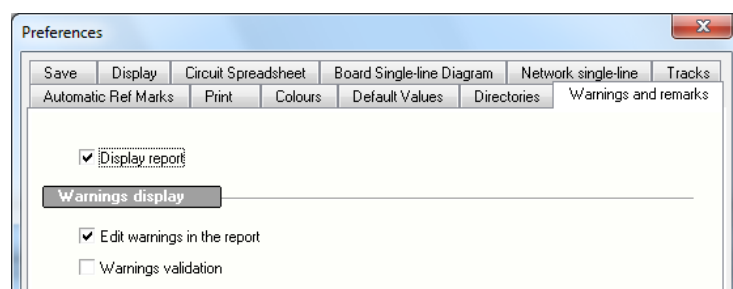 Preferences
Save Display Circuit Spreadsheet Board Single-line Diagram Network single-line Tracks
Automatic Ref Marks Print Colours Default Values Directories Warnings and remarks
Display report
Warnings display
Edit warnings in the report
Warnings validation